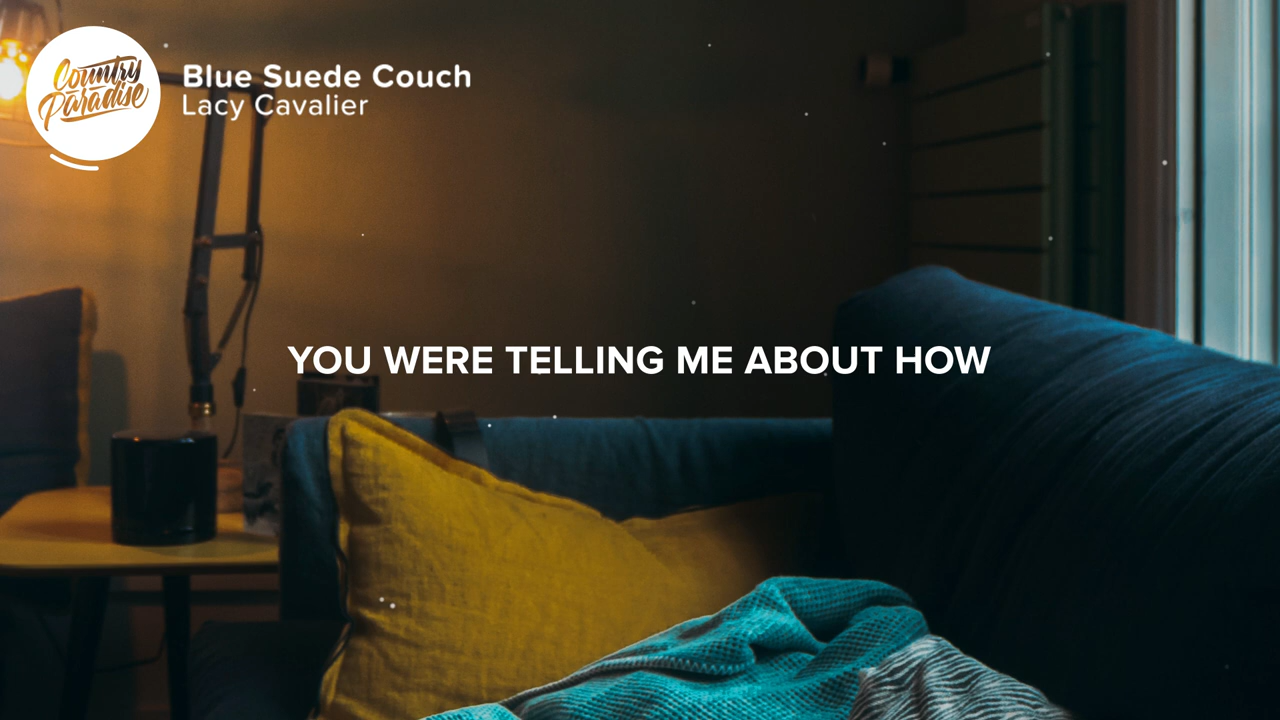 Country
Paradise
Blue Suede Couch
Lacy Cavalier
YOU WERE TELLING ME ABOUT HOW